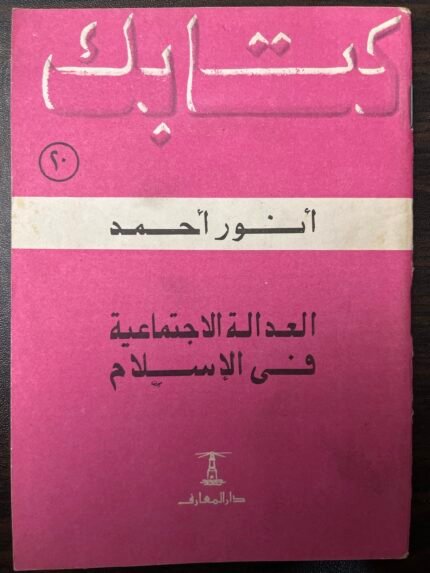 كتابك
٢٠
أنور أحمد
العدالة الاجتماعية
فى الإسلام
دار المعارف